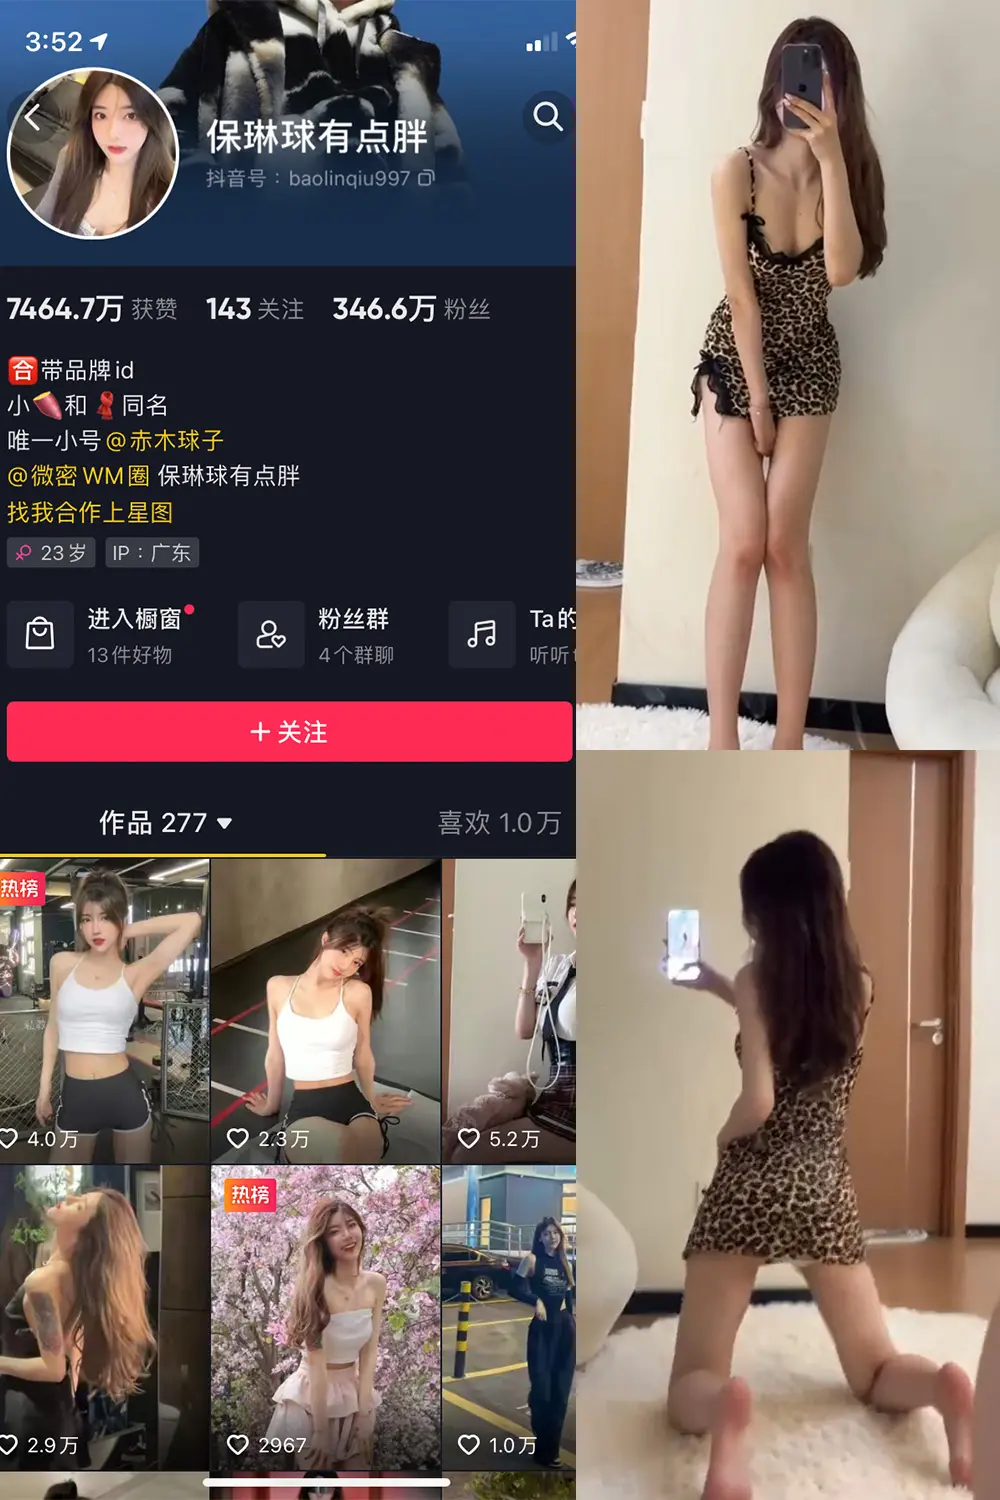 3:52
保琳球有点胖
抖音号：baolinqiu997
7464.7万 获赞 143 关注 346.6万 粉丝
合 带品牌id
小🍠和🧣同名
唯一小号 @赤木球子
@微密 WM 圈 保琳球有点胖
找我合作上星图
23岁 IP：广东
进入橱窗 粉丝群 Ta的
13件好物 4个群聊 听听
+ 关注
作品 277 喜欢 1.0万
热榜
4.0万 2.3万 5.2万
热榜
2.9万 2967 1.0万